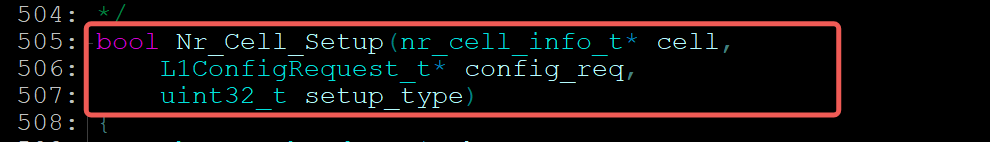 504: */
505: bool Nr_Cell_Setup(nr_cell_info_t* cell,
506: L1ConfigRequest_t* config_req,
507: uint32_t setup_type)
508: {